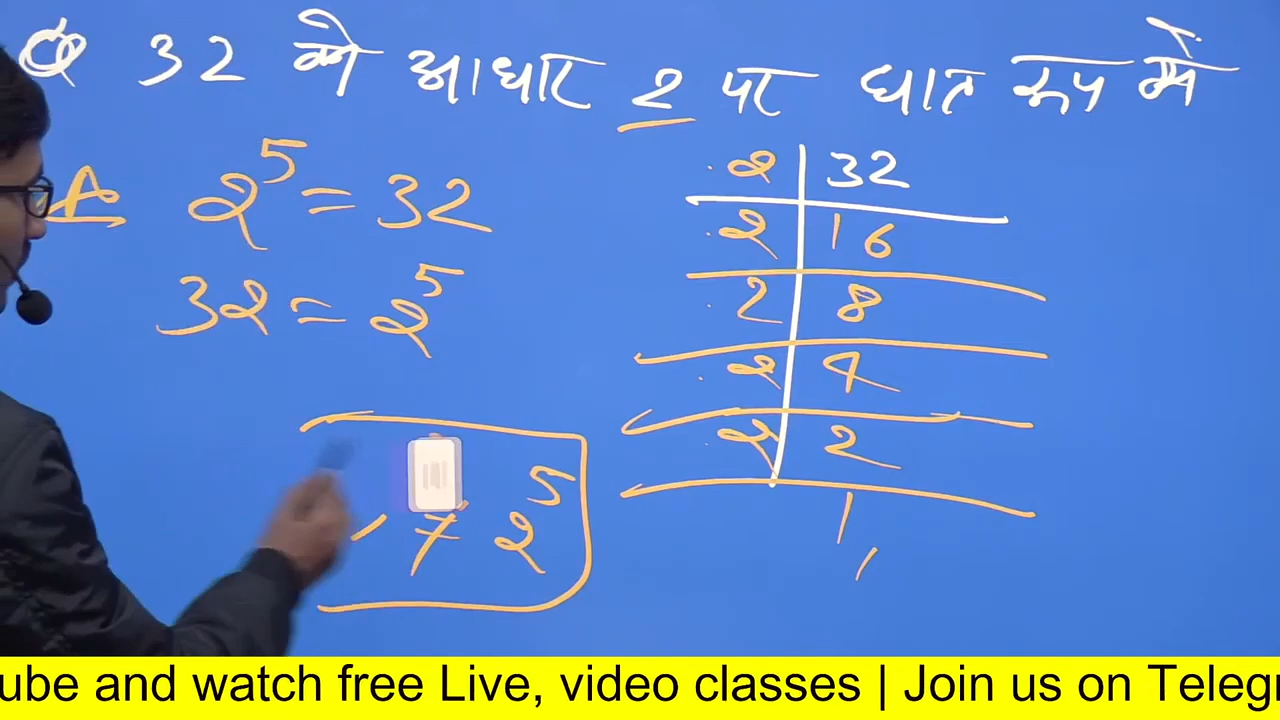 Q 32 को आधार 2 पर घात रूप में
A 2⁵ = 32
32 = 2⁵
2 | 32
2 | 16
2 | 8
2 | 4
2 | 2
1
7 2⁵
ube and watch free Live, video classes | Join us on Telegr